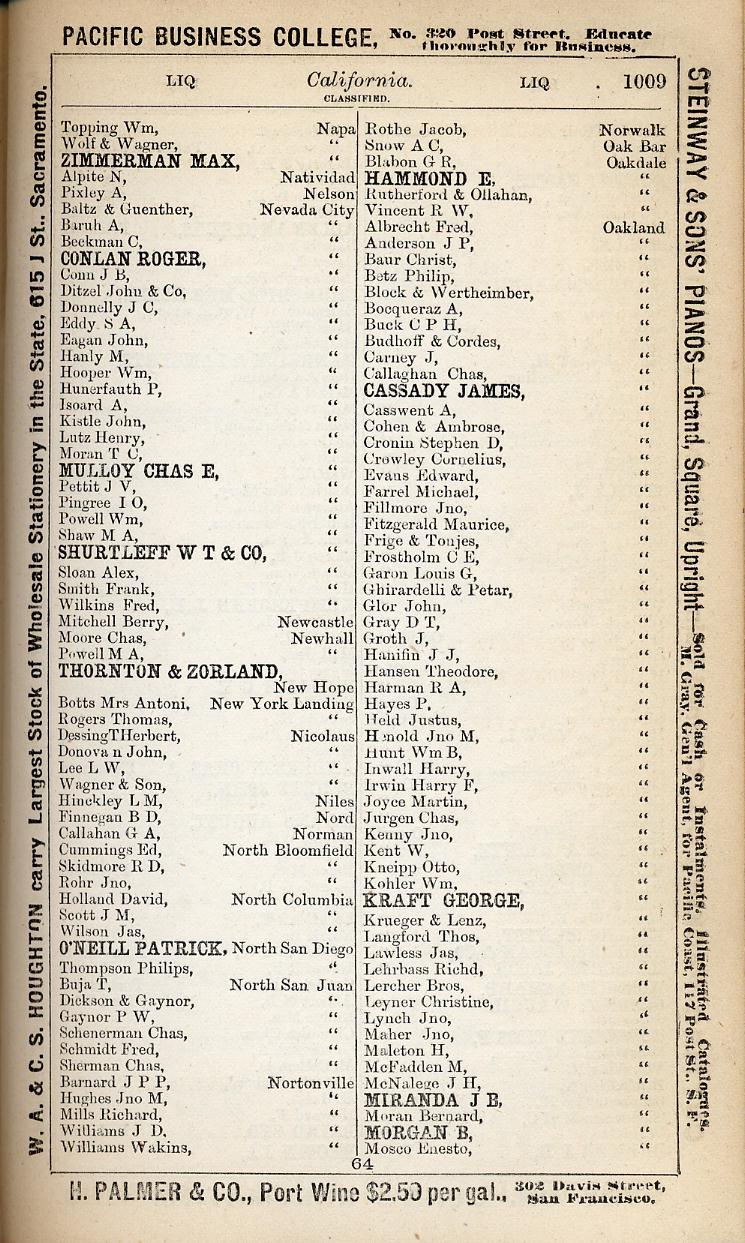 PACIFIC BUSINESS COLLEGE, No. 320 Post Street. Educate
thoroughly for Business.
LIQ California. LIQ . 1009
CLASSIFIED.
Topping Wm, Napa
Wolf & Wagner, "
ZIMMERMAN MAX, "
Alpite N, Natividad
Pixley A, Nelson
Baltz & Guenther, Nevada City
Baruh A, "
Beckman C, "
CONLAN ROGER, "
Conn J B, "
Ditzel John & Co, "
Donnelly J C, "
Eddy S A, "
Eagan John, "
Hanly M, "
Hooper Wm, "
Hunerfauth P, "
Isoard A, "
Kistle John, "
Lutz Henry, "
Moran T C, "
MULLOY CHAS E, "
Pettit J V, "
Pingree I O, "
Powell Wm, "
Shaw M A, "
SHURTLEFF W T & CO, "
Sloan Alex, "
Smith Frank, "
Wilkins Fred, "
Mitchell Berry, Newcastle
Moore Chas, Newhall
Powell M A, "
THORNTON & ZORLAND,
New Hope
Botts Mrs Antoni, New York Landing
Rogers Thomas, "
DessingTHerbert, Nicolaus
Donova n John, "
Lee L W, "
Wagner & Son, "
Hinckley L M, Niles
Finnegan B D, Nord
Callahan G A, Norman
Cummings Ed, North Bloomfield
Skidmore R D, "
Rohr Jno, "
Holland David, North Columbia
Scott J M, "
Wilson Jas, "
O'NEILL PATRICK, North San Diego
Thompson Philips, "
Buja T, North San Juan
Dickson & Gaynor, "
Gaynor P W, "
Schenerman Chas, "
Schmidt Fred, "
Sherman Chas, "
Barnard J P P, Nortonville
Hughes Jno M, "
Mills Richard, "
Williams J D, "
Williams Wakins, "
Rothe Jacob, Norwalk
Snow A C, Oak Bar
Blabon G R, Oakdale
HAMMOND E, "
Rutherford & Ollahan, "
Vincent R W, "
Albrecht Fred, Oakland
Anderson J P, "
Baur Christ, "
Betz Philip, "
Block & Wertheimber, "
Bocqueraz A, "
Buck C P H, "
Budhoff & Cordes, "
Carney J, "
Callaghan Chas, "
CASSADY JAMES, "
Casswent A, "
Cohen & Ambrose, "
Cronin Stephen D, "
Crowley Cornelius, "
Evans Edward, "
Farrel Michael, "
Fillmore Jno, "
Fitzgerald Maurice, "
Frige & Tonjes, "
Frostholm C E, "
Garon Louis G, "
Ghirardelli & Petar, "
Glor John, "
Gray D T, "
Groth J, "
Hanifin J J, "
Hansen Theodore, "
Harman R A, "
Hayes P, "
Held Justus, "
Jno M, "
Hunt Wm B, "
Inwall Harry, "
Irwin Harry F, "
Joyce Martin, "
Jurgen Chas, "
Kenny Jno, "
Kent W, "
Kneipp Otto, "
Kohler Wm, "
KRAFT GEORGE, "
Krueger & Lenz, "
Langford Thos, "
Lawless Jas, "
Lehrbass Richd, "
Lercher Bros, "
Leyner Christine, "
Lynch Jno, "
Maher Jno, "
Maleton H, "
McFadden M, "
McNalege J H, "
MIRANDA J E, "
Moran Bernard, "
MORGAN B, "
Mosco Enesto, "
64
H. PALMER & CO., Port Wine $2.50 per gal., 302 Davis Street,
San Francisco.
W. A. & C. S. HOUGHTON carry Largest Stock of Wholesale Stationery in the State, 615 J St., Sacramento.
STEINWAY & SONS' PIANOS—Grand, Square, Upright—Sold for Cash or Instalments. Illustrated Catalogues.
M. Gray, Gen'l Agent, for Pacific Coast, 117 Post St., S. F.